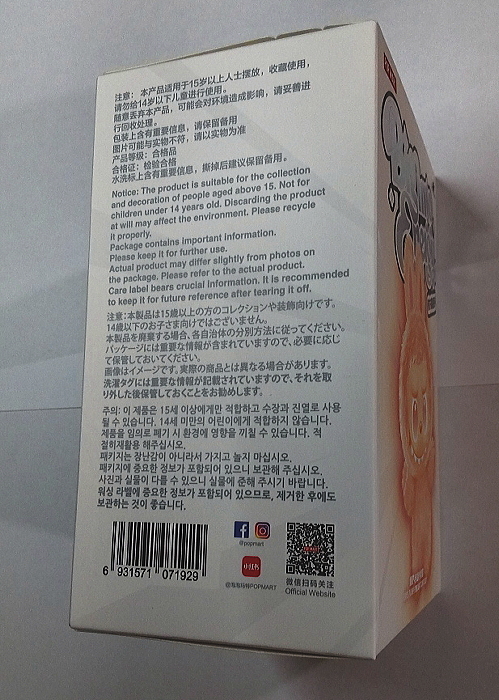 注意：本产品适用于15岁以上人士摆放，收藏使用，
请勿给14岁以下儿童进行使用。
随意丢弃本产品，可能会对环境造成影响，请妥善进
行回收处理。
包装上含有重要信息，请保留备用
图片可能与实物不符，请以实物为准
产品等级：合格品
合格证：检验合格
水洗标上含有重要信息，撕掉后建议保留备用。
Notice: The product is suitable for the collection
and decoration of people aged above 15. Not for
children under 14 years old. Discarding the product
at will may affect the environment. Please recycle
it properly.
Package contains important information.
Please keep it for further use.
Actual product may differ slightly from photos on
the package. Please refer to the actual product.
Care label bears crucial information. It is recommended
to keep it for future reference after tearing it off.
注意：本製品は15歳以上の方のコレクションや装飾向けです。
14歳以下のお子さま向けではございません。
本製品を廃棄する場合、各自治体の分別方法に従ってください。
パッケージには重要な情報が含まれていますので、必要に応じ
て保管しておいてください。
画像はイメージです。実際の商品とは異なる場合があります。
洗濯タグには重要な情報が記載されていますので、それを取
り外した後保管しておくことをお勧めします。
주의: 이 제품은 15세 이상에게만 적합하고 수장과 진열로 사용
될 수 있습니다. 14세 미만의 어린이에게 적합하지 않습니다.
제품을 임의로 폐기 시 환경에 영향을 끼칠 수 있습니다. 적
절히재활용 해주십시오.
패키지는 장난감이 아니라서 가지고 놀지 마십시오.
패키지에 중요한 정보가 포함되어 있으니 보관해 주십시오.
사진과 실물이 다를 수 있으니 실물에 준해 주시기 바랍니다.
워싱 라벨에 중요한 정보가 포함되어 있으므로, 제거한 후에도
보관하는 것이 좋습니다.
6 931571 071929
@popmart
小红书
@泡泡玛特POPMART
微信扫码关注
Official Website